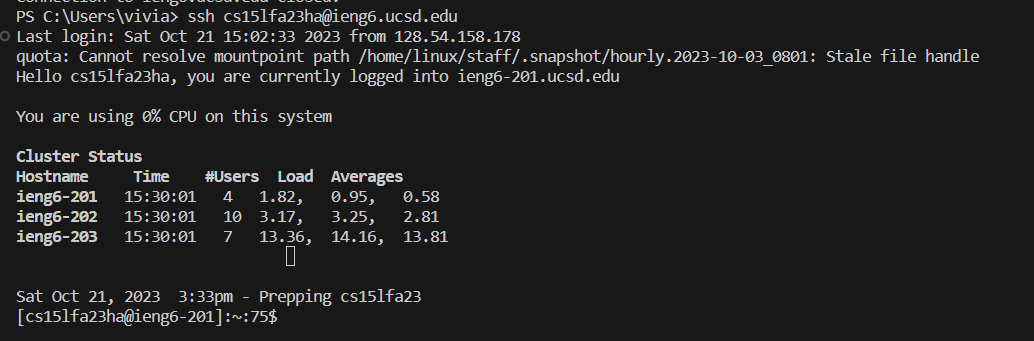 PS C:\Users\vivia> ssh cs15lfa23ha@ieng6.ucsd.edu
Last login: Sat Oct 21 15:02:33 2023 from 128.54.158.178
quota: Cannot resolve mountpoint path /home/linux/staff/.snapshot/hourly.2023-10-03_0801: Stale file handle
Hello cs15lfa23ha, you are currently logged into ieng6-201.ucsd.edu
You are using 0% CPU on this system
Cluster Status
Hostname Time #Users Load Averages
ieng6-201 15:30:01 4 1.82, 0.95, 0.58
ieng6-202 15:30:01 10 3.17, 3.25, 2.81
ieng6-203 15:30:01 7 13.36, 14.16, 13.81
Sat Oct 21, 2023 3:33pm - Prepping cs15lfa23
[cs15lfa23ha@ieng6-201]:~:75$